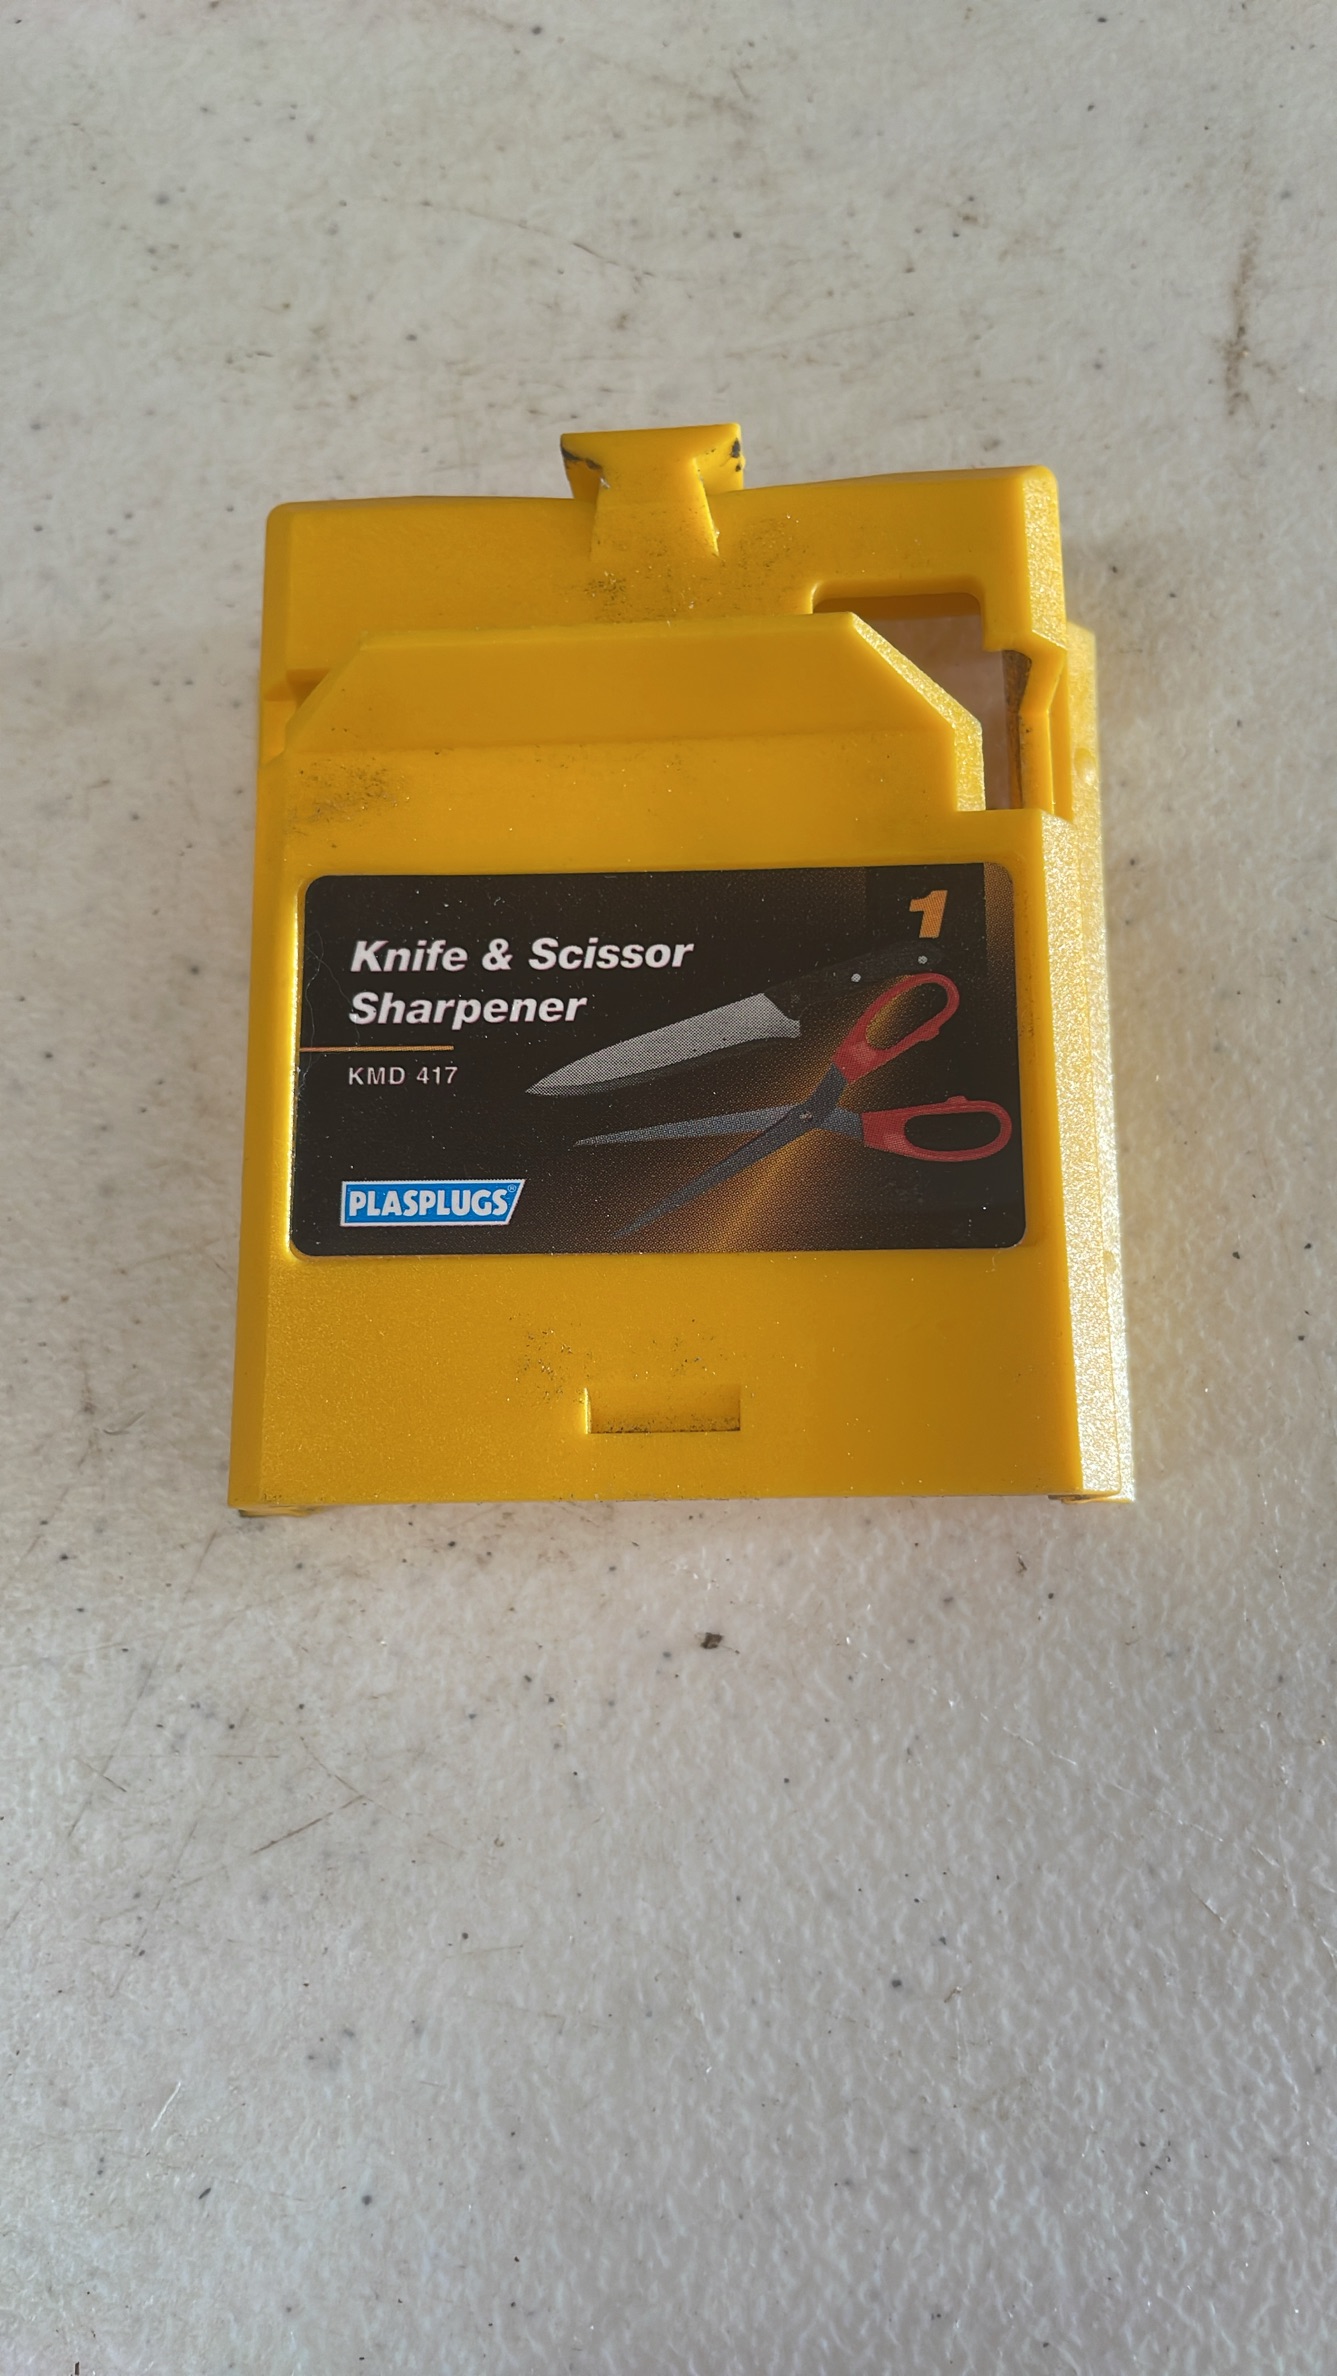 1
Knife & Scissor
Sharpener
KMD 417
PLASPLUGS®